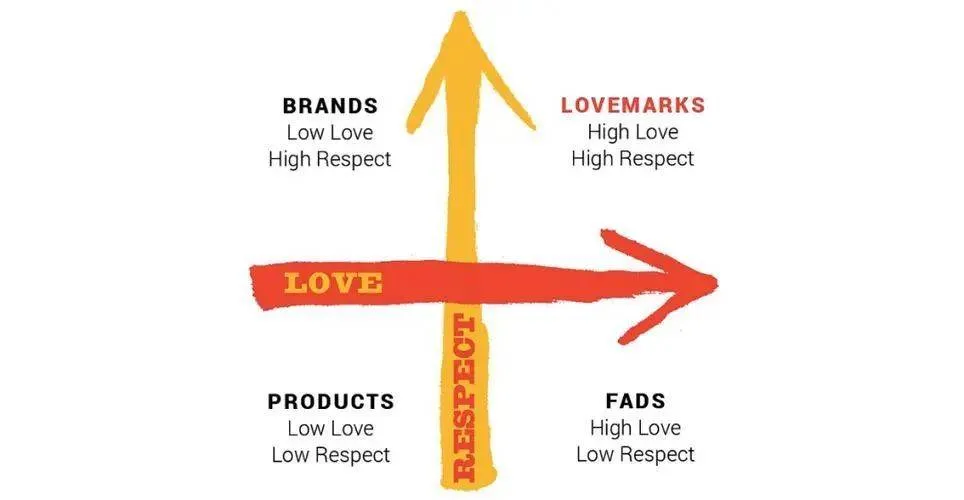 BRANDS
Low Love
High Respect
LOVEMARKS
High Love
High Respect
LOVE
RESPECT
PRODUCTS
Low Love
Low Respect
FADS
High Love
Low Respect